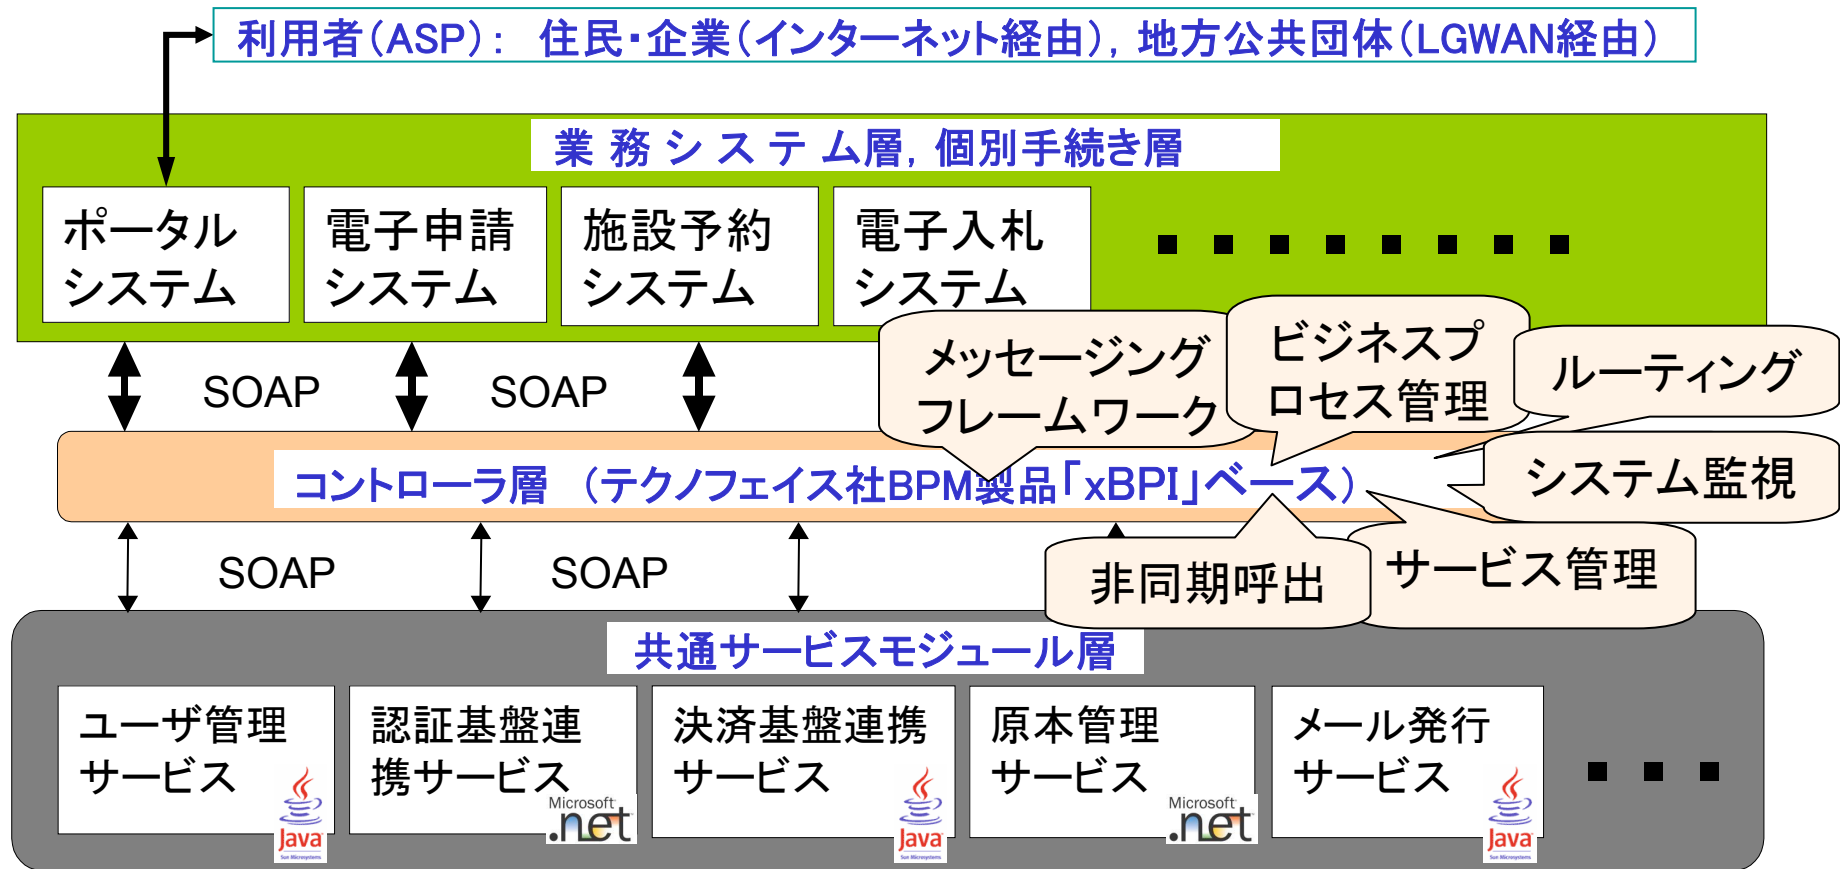 利用者(ASP): 住民・企業(インターネット経由), 地方公共団体(LGWAN経由)
業務システム層, 個別手続き層
ポータル
システム
電子申請
システム
施設予約
システム
電子入札
システム
■ ■ ■ ■ ■ ■ ■ ■
SOAP
SOAP
メッセージング
フレームワーク
ビジネスプ
ロセス管理
ルーティング
コントローラ層 (テクノフェイス社BPM製品「xBPI」ベース)
システム監視
SOAP
SOAP
非同期呼出
サービス管理
共通サービスモジュール層
ユーザ管理
サービス
Java
Sun Microsystems
認証基盤連
携サービス
Microsoft
.net
決済基盤連携
サービス
Java
Sun Microsystems
原本管理
サービス
Microsoft
.net
メール発行
サービス
Java
Sun Microsystems
■ ■ ■